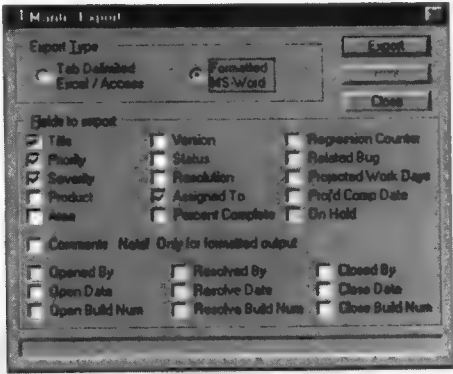 Export
Export Type
Tab Delimited
Excel / Access
Formatted
MS-Word
Export
Close
Fields to export
Title
Priority
Severity
Product
Area
Version
Status
Resolution
Assigned To
Percent Complete
Regression Counter
Related Bug
Projected Work Days
Proj'd Comp Date
On Hold
Comments Note! Only for formatted output
Opened By
Open Date
Open Build Num
Resolved By
Resolve Date
Resolve Build Num
Closed By
Close Date
Close Build Num